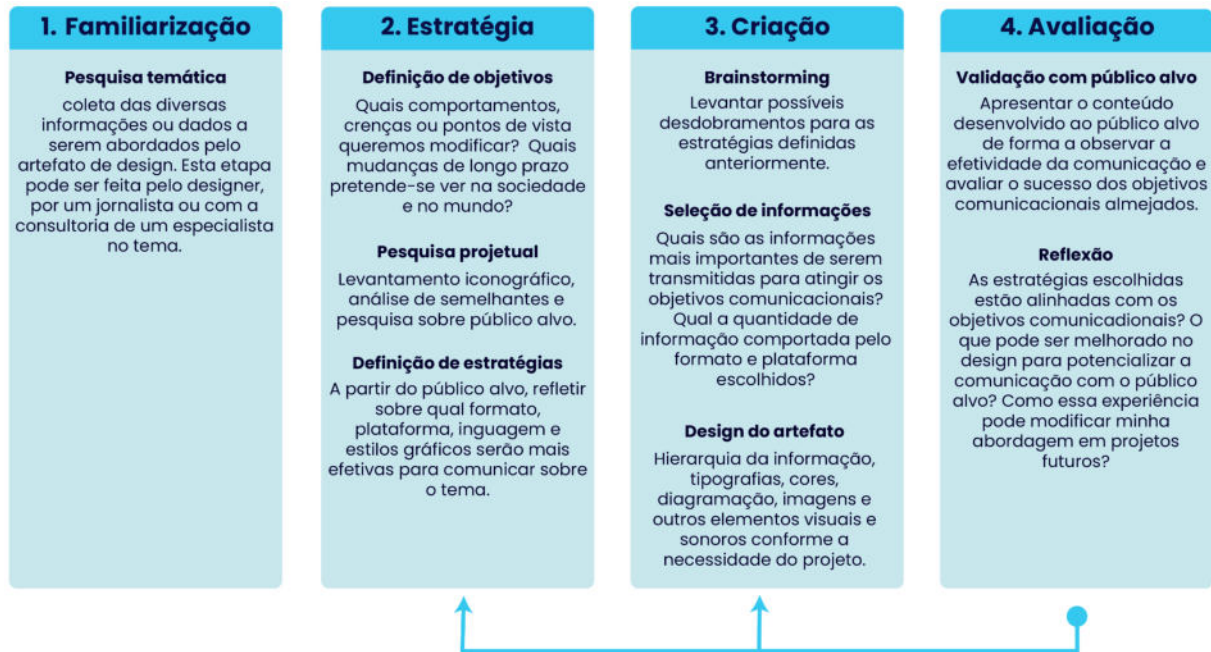 1. Familiarização
Pesquisa temática
coleta das diversas
informações ou dados a
serem abordados pelo
artefato de design. Esta etapa
pode ser feita pelo designer,
por um jornalista ou com a
consultoria de um especialista
no tema.
2. Estratégia
Definição de objetivos
Quais comportamentos,
crenças ou pontos de vista
queremos modificar? Quais
mudanças de longo prazo
pretende-se ver na sociedade
e no mundo?
Pesquisa projetual
Levantamento iconográfico,
análise de semelhantes e
pesquisa sobre público alvo.
Definição de estratégias
A partir do público alvo, refletir
sobre qual formato,
plataforma, inguagem e
estilos gráficos serão mais
efetivas para comunicar sobre
o tema.
3. Criação
Brainstorming
Levantar possíveis
desdobramentos para as
estratégias definidas
anteriormente.
Seleção de informações
Quais são as informações
mais importantes de serem
transmitidas para atingir os
objetivos comunicacionais?
Qual a quantidade de
informação comportada pelo
formato e plataforma
escolhidos?
Design do artefato
Hierarquia da informação,
tipografias, cores,
diagramação, imagens e
outros elementos visuais e
sonoros conforme a
necessidade do projeto.
4. Avaliação
Validação com público alvo
Apresentar o conteúdo
desenvolvido ao público alvo
de forma a observar a
efetividade da comunicação e
avaliar o sucesso dos objetivos
comunicacionais almejados.
Reflexão
As estratégias escolhidas
estão alinhadas com os
objetivos comunicadionais? O
que pode ser melhorado no
design para potencializar a
comunicação com o público
alvo? Como essa experiência
pode modificar minha
abordagem em projetos
futuros?